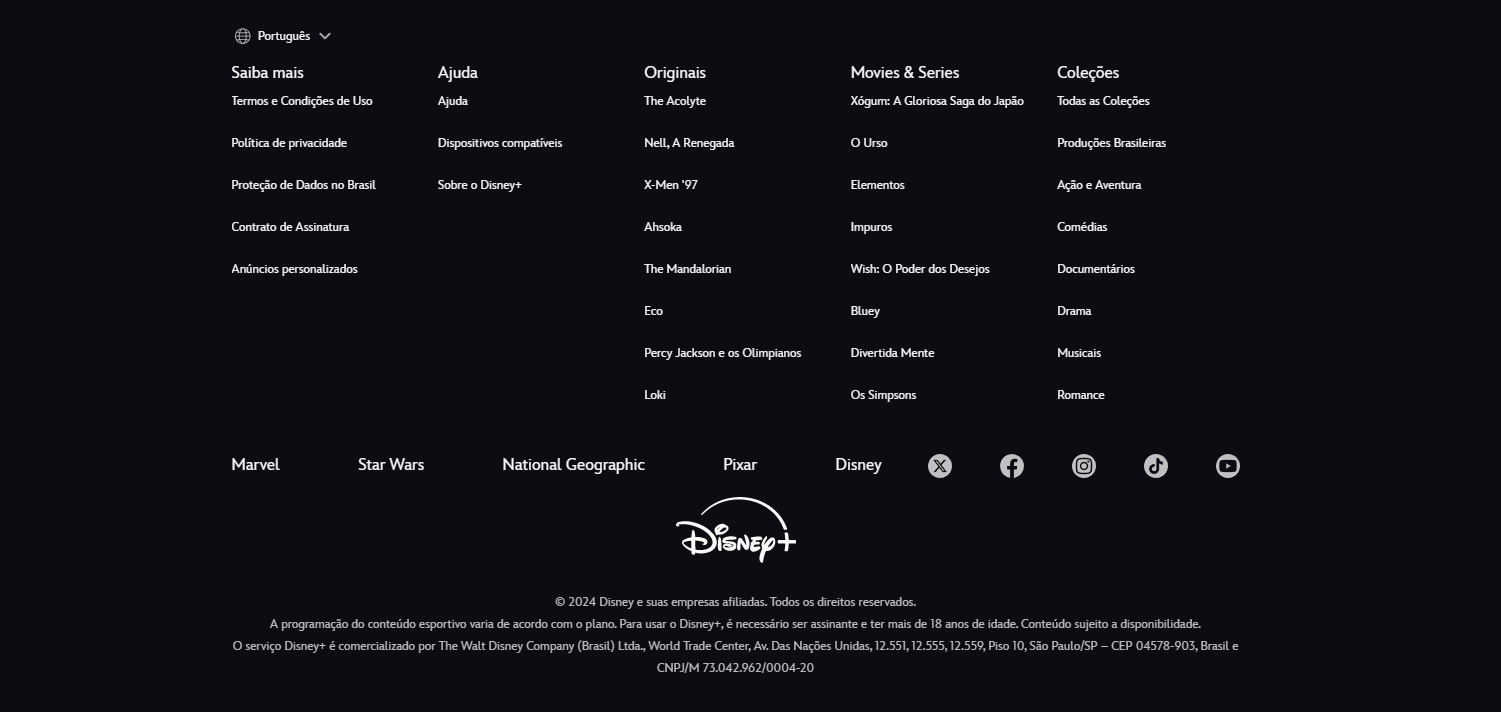 Português
Saiba mais
Termos e Condições de Uso
Política de privacidade
Proteção de Dados no Brasil
Contrato de Assinatura
Anúncios personalizados
Ajuda
Ajuda
Dispositivos compatíveis
Sobre o Disney+
Originais
The Acolyte
Nell, A Renegada
X-Men '97
Ahsoka
The Mandalorian
Eco
Percy Jackson e os Olimpianos
Loki
Movies & Series
Xógum: A Gloriosa Saga do Japão
O Urso
Elementos
Impuros
Wish: O Poder dos Desejos
Bluey
Divertida Mente
Os Simpsons
Coleções
Todas as Coleções
Produções Brasileiras
Ação e Aventura
Comédias
Documentários
Drama
Musicais
Romance
Marvel
Star Wars
National Geographic
Pixar
Disney
Disney+
© 2024 Disney e suas empresas afiliadas. Todos os direitos reservados.
A programação do conteúdo esportivo varia de acordo com o plano. Para usar o Disney+, é necessário ser assinante e ter mais de 18 anos de idade. Conteúdo sujeito a disponibilidade.
O serviço Disney+ é comercializado por The Walt Disney Company (Brasil) Ltda., World Trade Center, Av. Das Nações Unidas, 12.551, 12.555, 12.559, Piso 10, São Paulo/SP – CEP 04578-903, Brasil e
CNPJ/M 73.042.962/0004-20